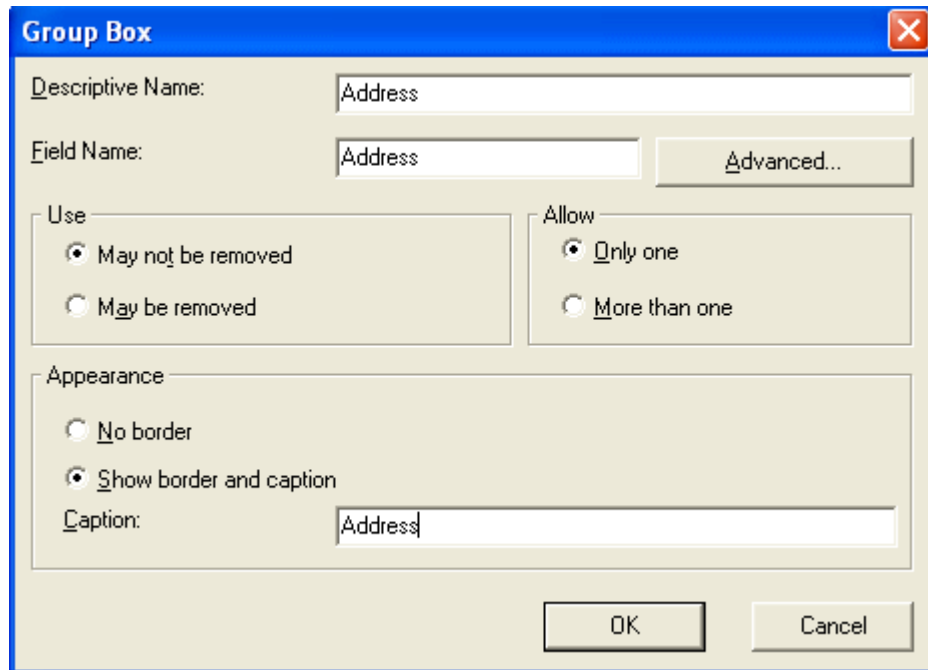 Group Box
Descriptive Name: Address
Field Name: Address Advanced...
Use Allow
May not be removed Only one
May be removed More than one
Appearance
No border
Show border and caption
Caption: Address
OK Cancel